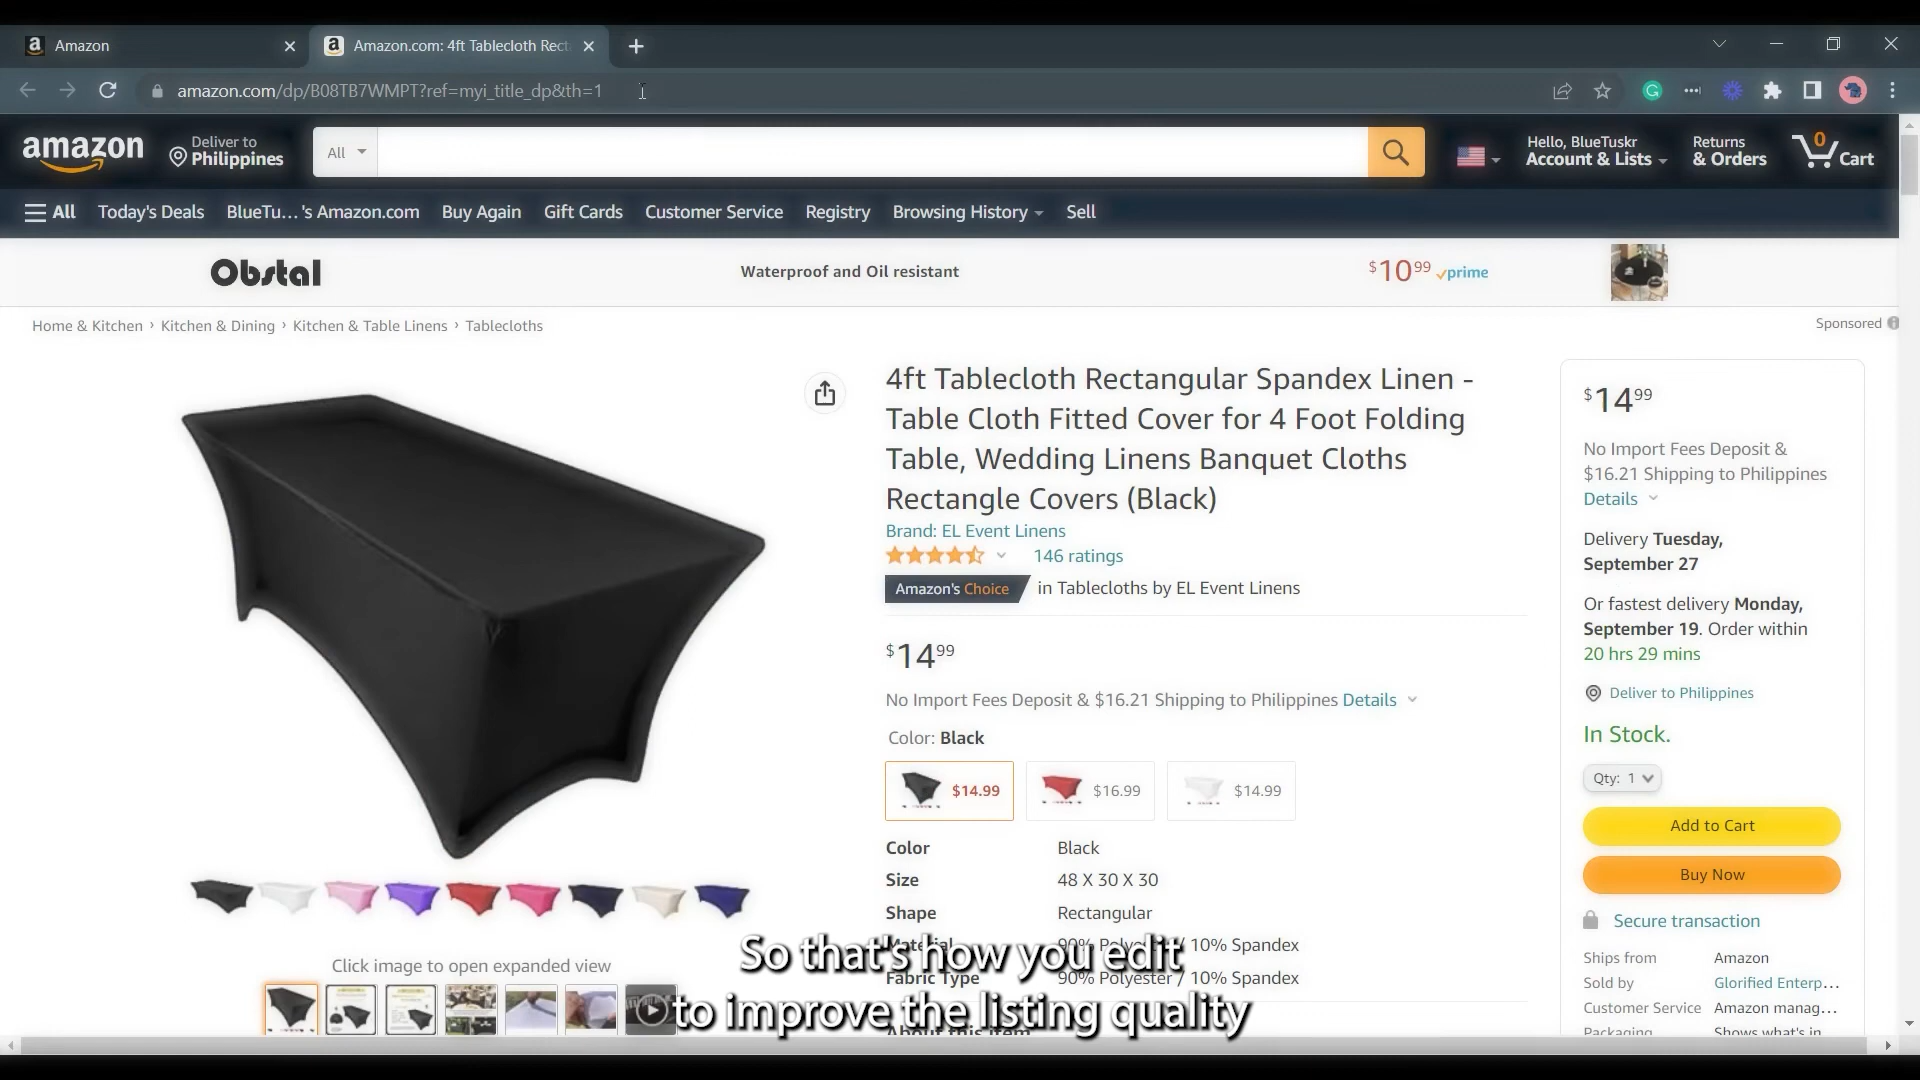 Amazon
Amazon.com: 4ft Tablecloth Rect
amazon.com/dp/B08TB7WMPT?ref=myi_title_dp&th=1
amazon
Deliver to
Philippines
All
Hello, BlueTuskr
Account & Lists
Returns
& Orders
0
Cart
All
Today's Deals
BlueTu...'s Amazon.com
Buy Again
Gift Cards
Customer Service
Registry
Browsing History
Sell
Obstal
Waterproof and Oil resistant
$10.99 prime
Home & Kitchen › Kitchen & Dining › Kitchen & Table Linens › Tablecloths
Sponsored
4ft Tablecloth Rectangular Spandex Linen -
Table Cloth Fitted Cover for 4 Foot Folding
Table, Wedding Linens Banquet Cloths
Rectangle Covers (Black)
Brand: EL Event Linens
146 ratings
Amazon's Choice in Tablecloths by EL Event Linens
$14.99
No Import Fees Deposit & $16.21 Shipping to Philippines Details
Color: Black
$14.99
$16.99
$14.99
Color Black
Size 48 X 30 X 30
Shape Rectangular
Material 90% Polyester / 10% Spandex
Fabric Type 90% Polyester / 10% Spandex
About this item
Click image to open expanded view
$14.99
No Import Fees Deposit &
$16.21 Shipping to Philippines
Details
Delivery Tuesday,
September 27
Or fastest delivery Monday,
September 19. Order within
20 hrs 29 mins
Deliver to Philippines
In Stock.
Qty: 1
Add to Cart
Buy Now
Secure transaction
Ships from Amazon
Sold by Glorified Enterp...
Customer Service Amazon manag...
Packaging Shows what's in
So that's how you edit
to improve the listing quality